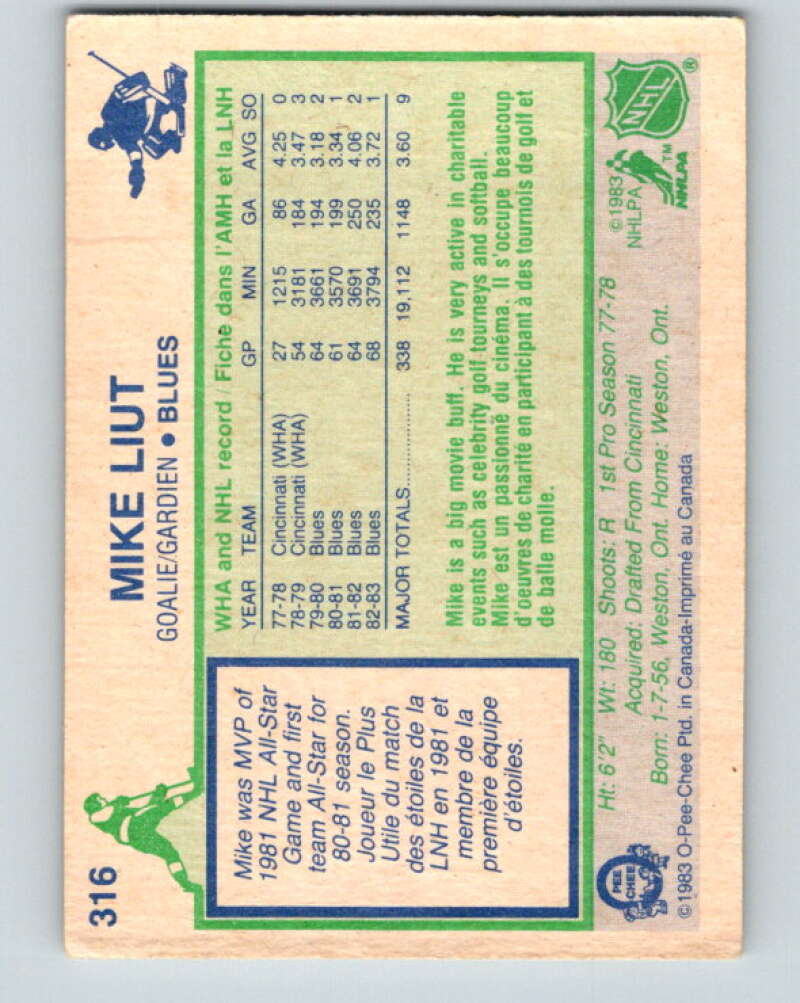 316
MIKE LIUT
GOALIE/GARDIEN • BLUES
Mike was MVP of
1981 NHL All-Star
Game and first
team All-Star for
80-81 season.
Joueur le Plus
Utile du match
des étoiles de la
LNH en 1981 et
membre de la
première équipe
d'étoiles.
WHA and NHL record / Fiche dans l'AMH et la LNH
YEAR TEAM GP MIN GA AVG SO
77-78 Cincinnati (WHA) 27 1215 86 4.25 0
78-79 Cincinnati (WHA) 54 3181 184 3.47 3
79-80 Blues 64 3661 194 3.18 2
80-81 Blues 61 3570 199 3.34 1
81-82 Blues 64 3691 250 4.06 2
82-83 Blues 68 3794 235 3.72 1
MAJOR TOTALS.............. 338 19,112 1148 3.60 9
Mike is a big movie buff. He is very active in charitable
events such as celebrity golf tourneys and softball.
Mike est un passionné du cinéma. Il s'occupe beaucoup
d'oeuvres de charité en participant à des tournois de golf et
de balle molle.
Ht: 6'2" Wt: 180 Shoots: R 1st Pro Season 77-78
Acquired: Drafted From Cincinnati
Born: 1-7-56, Weston, Ont. Home: Weston, Ont.
©1983 O-Pee-Chee Ptd. in Canada-Imprimé au Canada
O
PEE
CHEE
©1983
NHLPA
NHL
®
TM
NHLPA